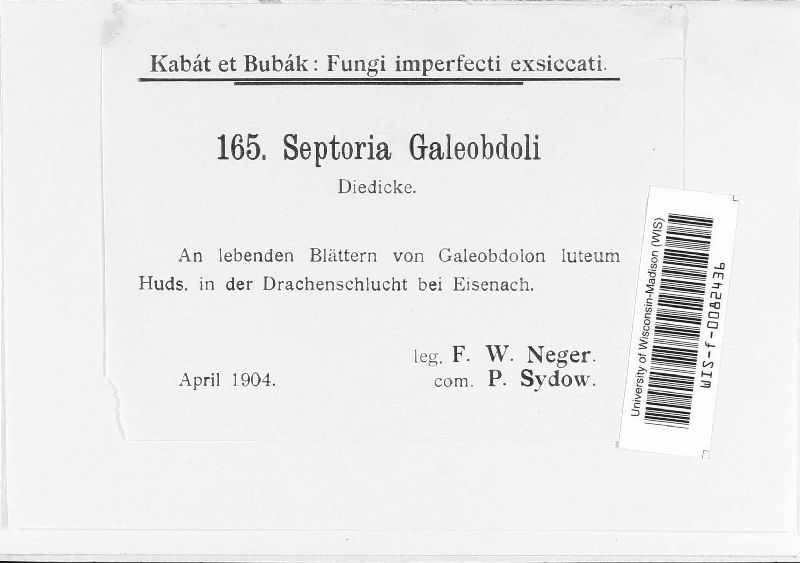 Kabát et Bubák: Fungi imperfecti exsiccati.
165. Septoria Galeobdoli
Diedicke.
An lebenden Blättern von Galeobdolon luteum
Huds. in der Drachenschlucht bei Eisenach.
leg. F. W. Neger.
April 1904.
com. P. Sydow.
University of Wisconsin-Madison (WIS)
WIS-f-0082436